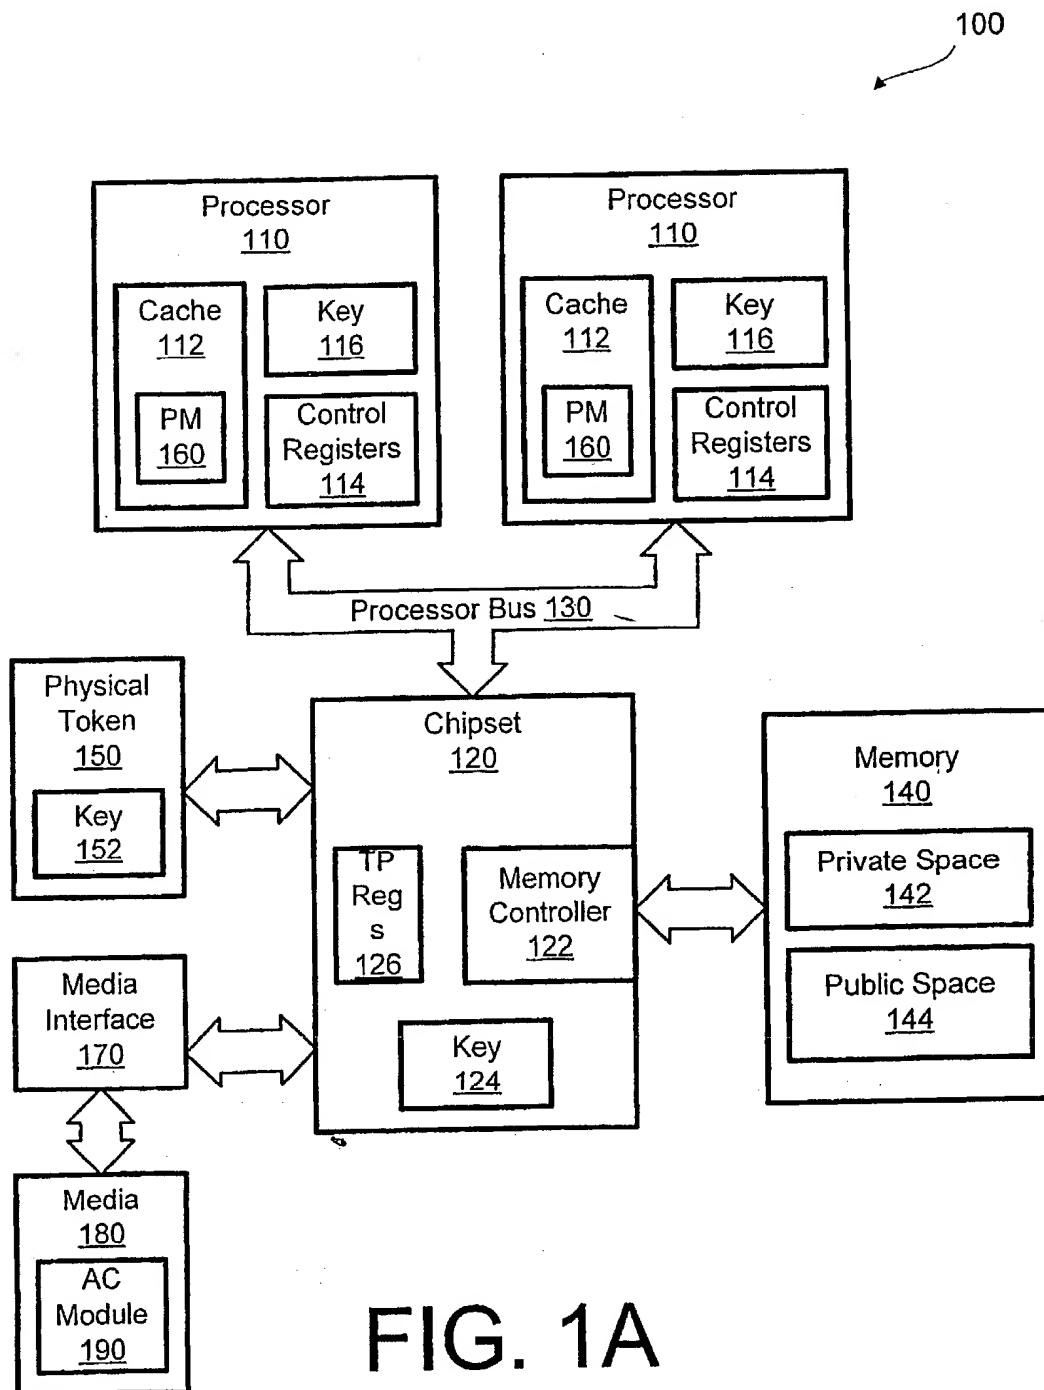 100
Processor
110
Cache
112
PM
160
Key
116
Control
Registers
114
Processor
110
Cache
112
PM
160
Key
116
Control
Registers
114
Processor Bus 130
Physical
Token
150
Key
152
Chipset
120
TP
Reg
s
126
Memory
Controller
122
Key
124
Memory
140
Private Space
142
Public Space
144
Media
Interface
170
Media
180
AC
Module
190
FIG. 1A